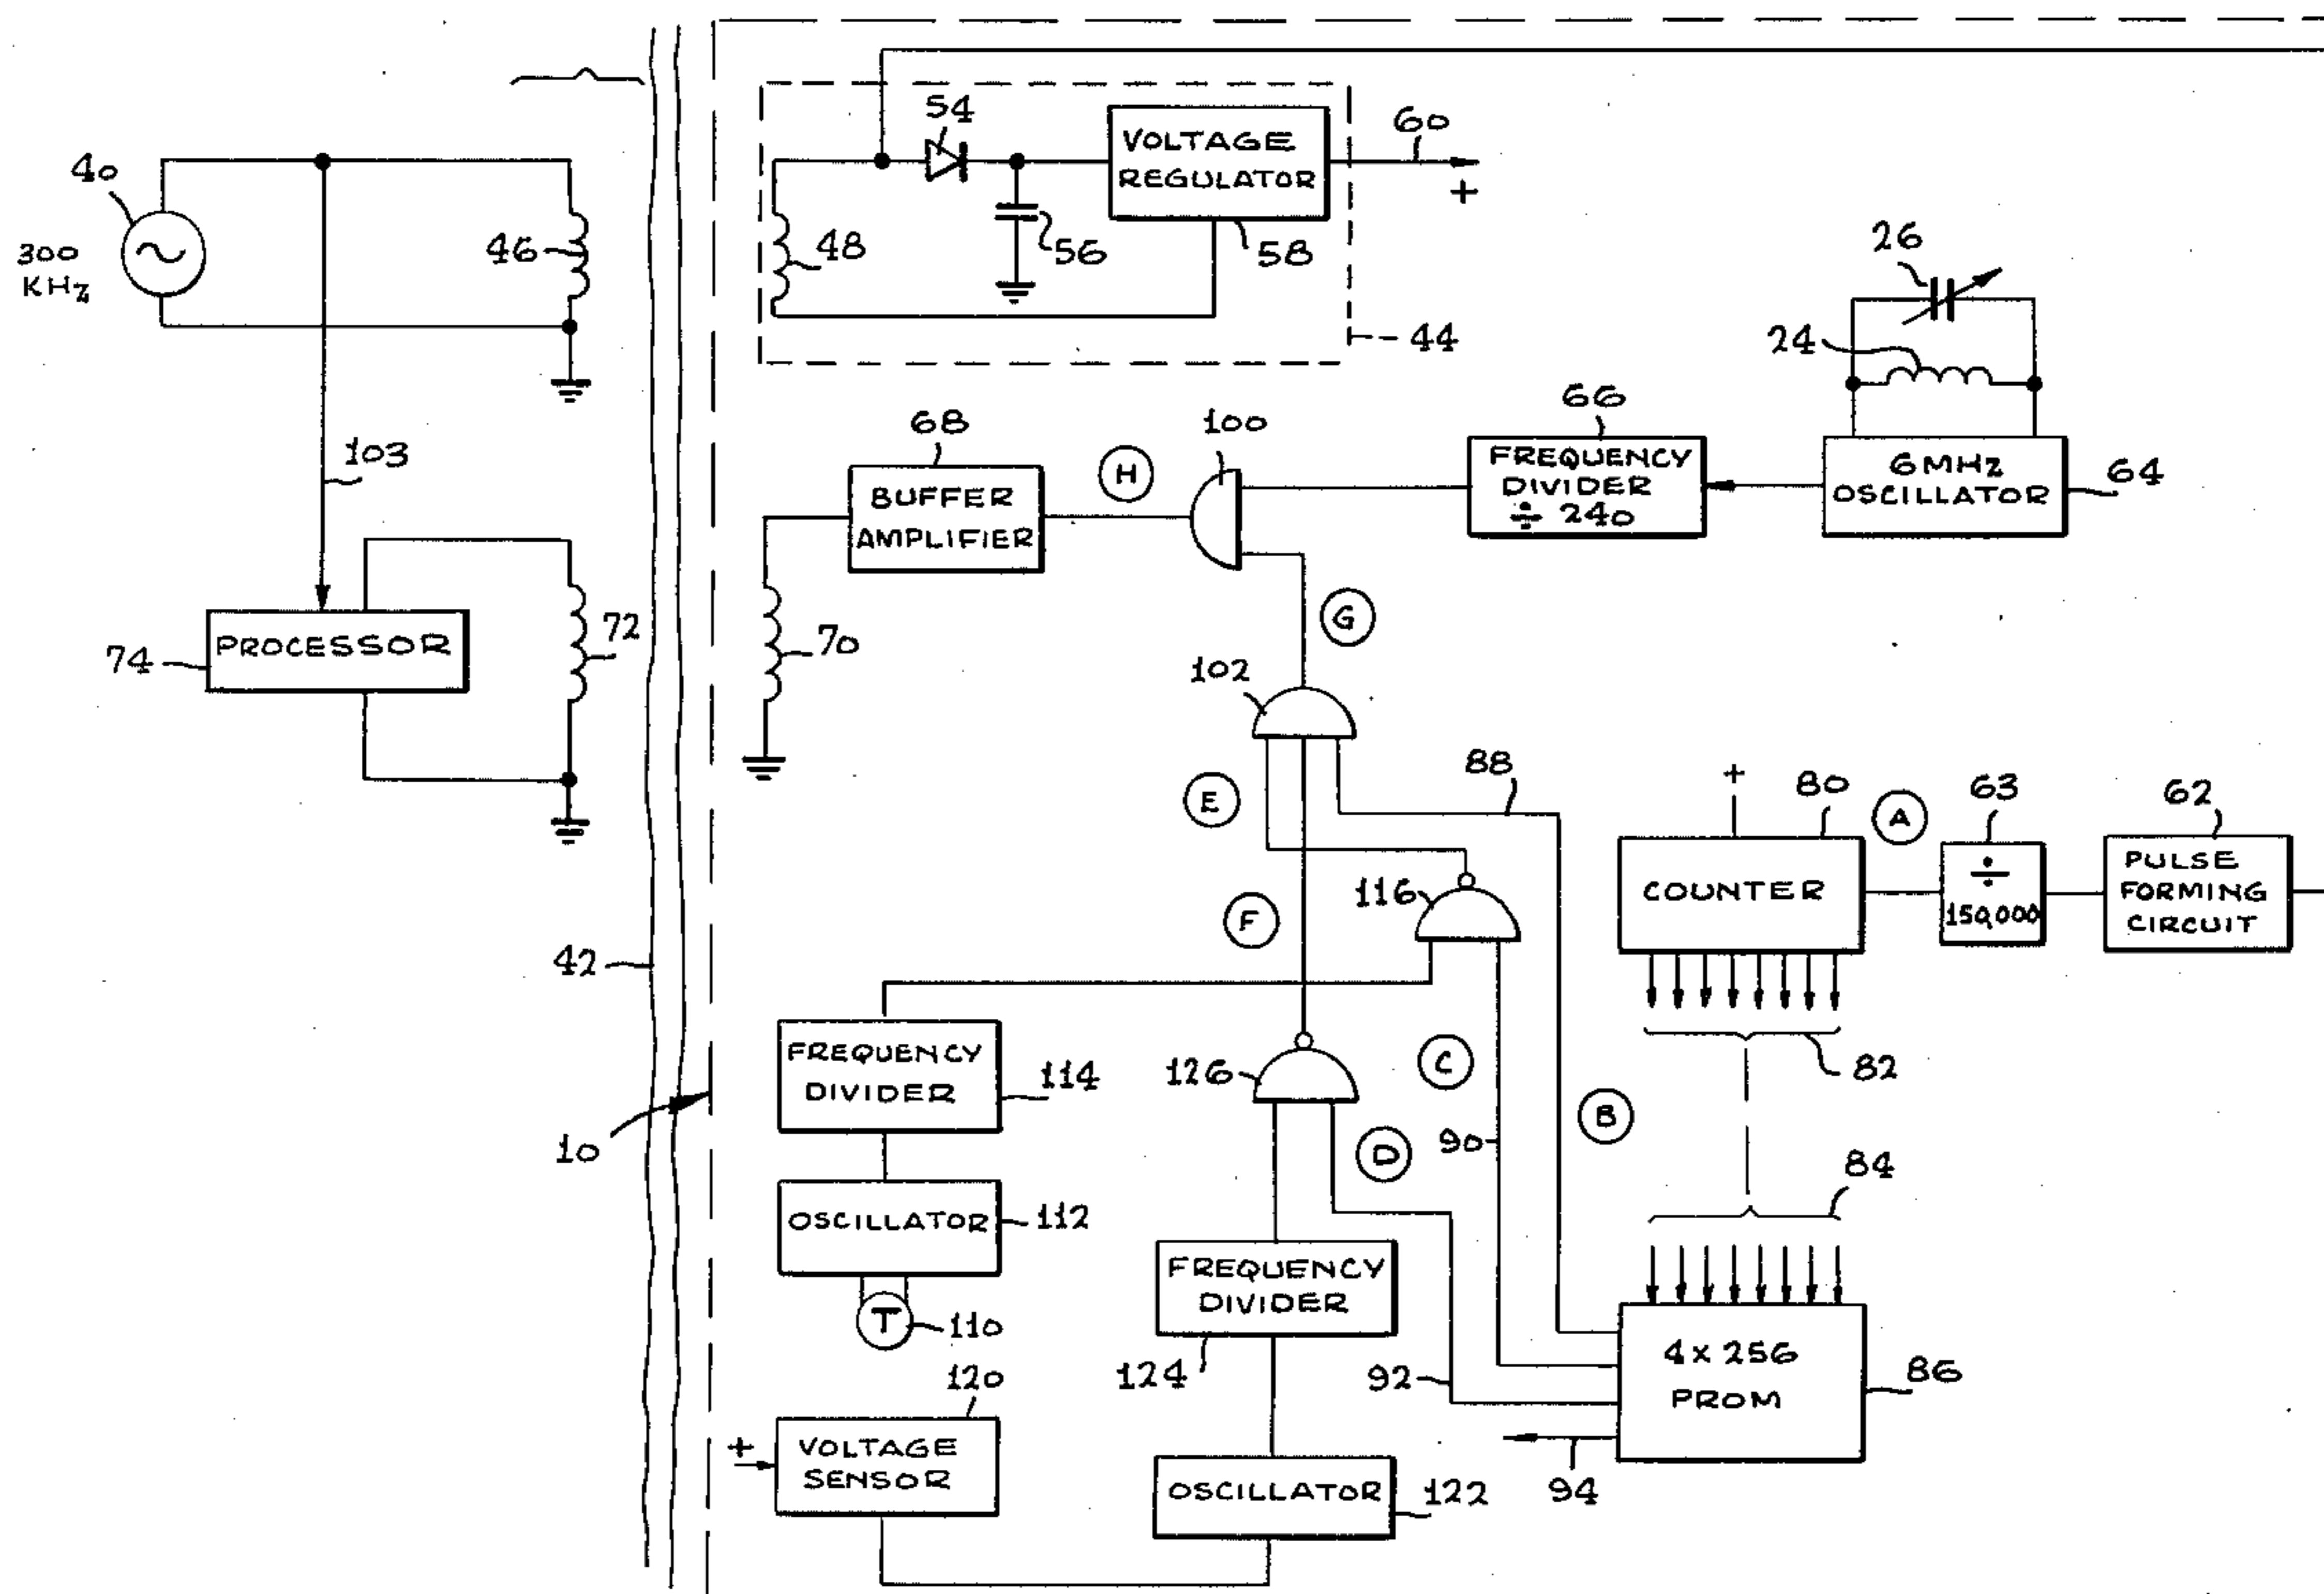 40
300
KHz
46
103
PROCESSOR
74
72
42
10
54
VOLTAGE
REGULATOR
60
+
48
56
58
44
26
24
66
FREQUENCY
DIVIDER
÷ 240
6MHz
OSCILLATOR
64
68
BUFFER
AMPLIFIER
H
100
70
G
102
E
88
F
116
+
80
COUNTER
A
63
÷
150,000
62
PULSE
FORMING
CIRCUIT
82
84
FREQUENCY
DIVIDER
114
126
C
90
B
D
OSCILLATOR
112
T
110
FREQUENCY
DIVIDER
124
92
4 x 256
PROM
86
94
120
+
VOLTAGE
SENSOR
OSCILLATOR
122